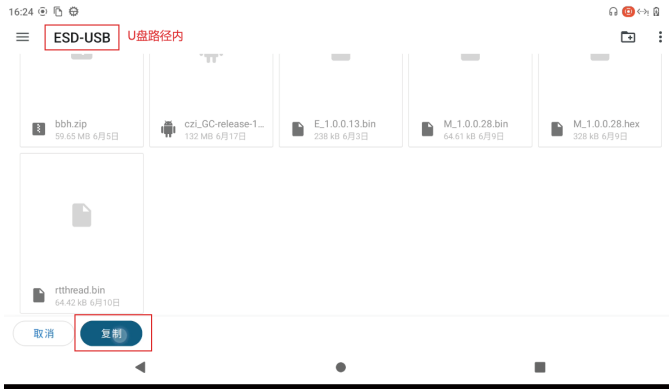 16:24
ESD-USB
U盘路径内
bbh.zip
59.65 MB 6月5日
czi_GC-release-1...
132 MB 6月17日
E_1.0.0.13.bin
238 kB 6月3日
M_1.0.0.28.bin
64.61 kB 6月9日
M_1.0.0.28.hex
328 kB 6月9日
rtthread.bin
64.42 kB 6月10日
取消
复制